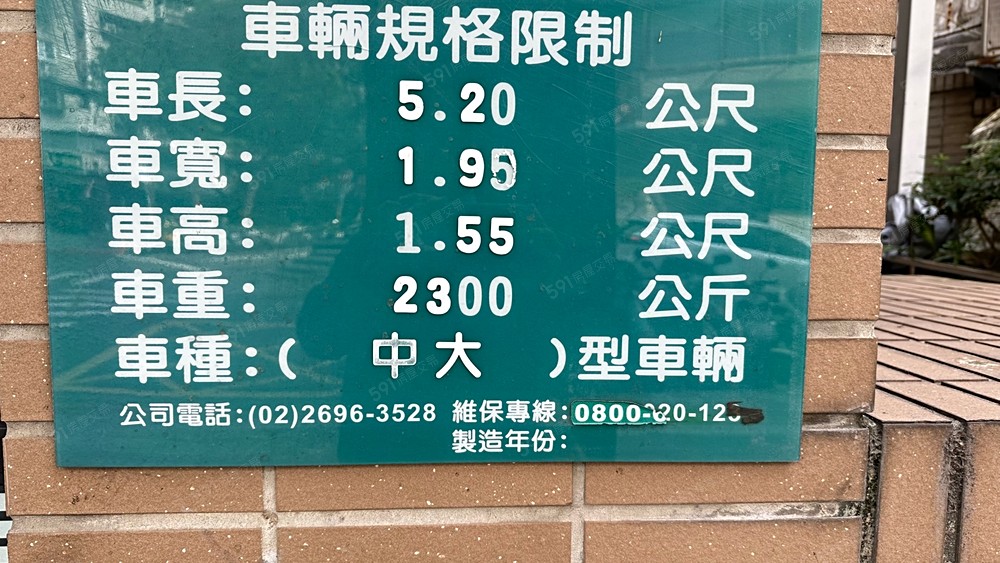 車輛規格限制
車長: 5.20 公尺
車寬: 1.95 公尺
車高: 1.55 公尺
車重: 2300 公斤
車種:( 中大 )型車輛
公司電話:(02)2696-3528 維保專線:0800-
製造年份: